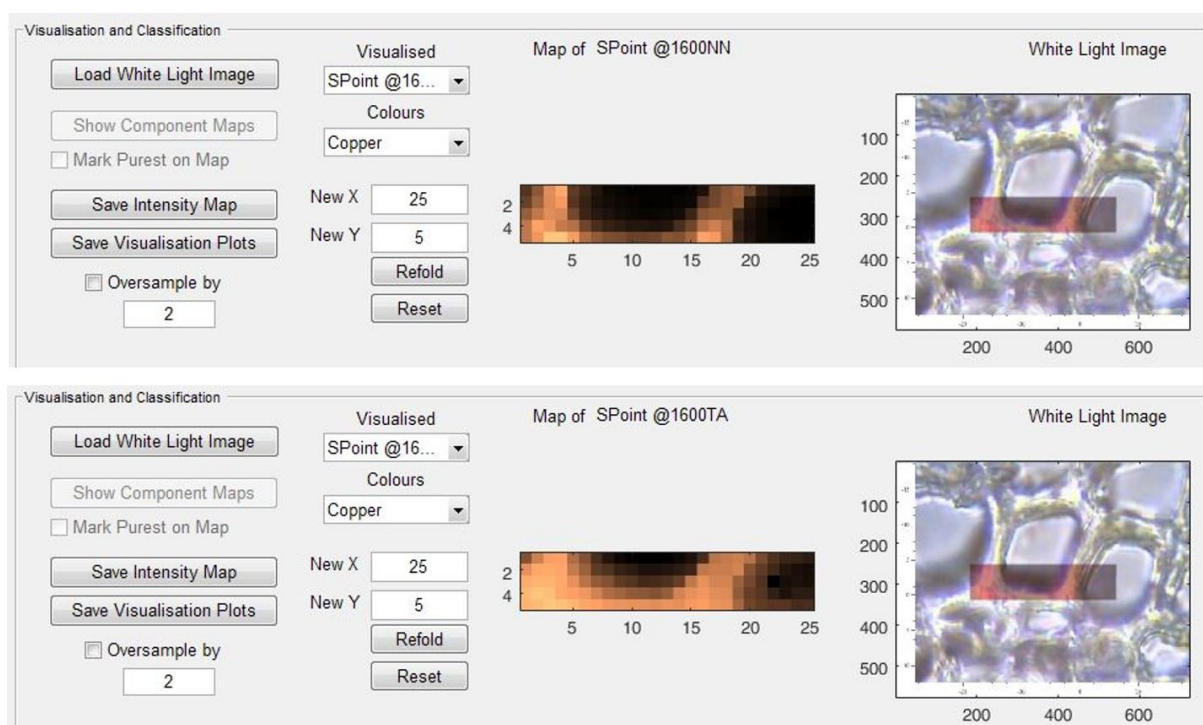 Visualisation and Classification
Load White Light Image
Show Component Maps
Mark Purest on Map
Save Intensity Map
Save Visualisation Plots
Oversample by
2
Visualised
SPoint @16...
Colours
Copper
New X 25
New Y 5
Refold
Reset
Map of SPoint @1600NN
2
4
5 10 15 20 25
White Light Image
100
200
300
400
500
200 400 600
Visualisation and Classification
Load White Light Image
Show Component Maps
Mark Purest on Map
Save Intensity Map
Save Visualisation Plots
Oversample by
2
Visualised
SPoint @16...
Colours
Copper
New X 25
New Y 5
Refold
Reset
Map of SPoint @1600TA
2
4
5 10 15 20 25
White Light Image
100
200
300
400
500
200 400 600